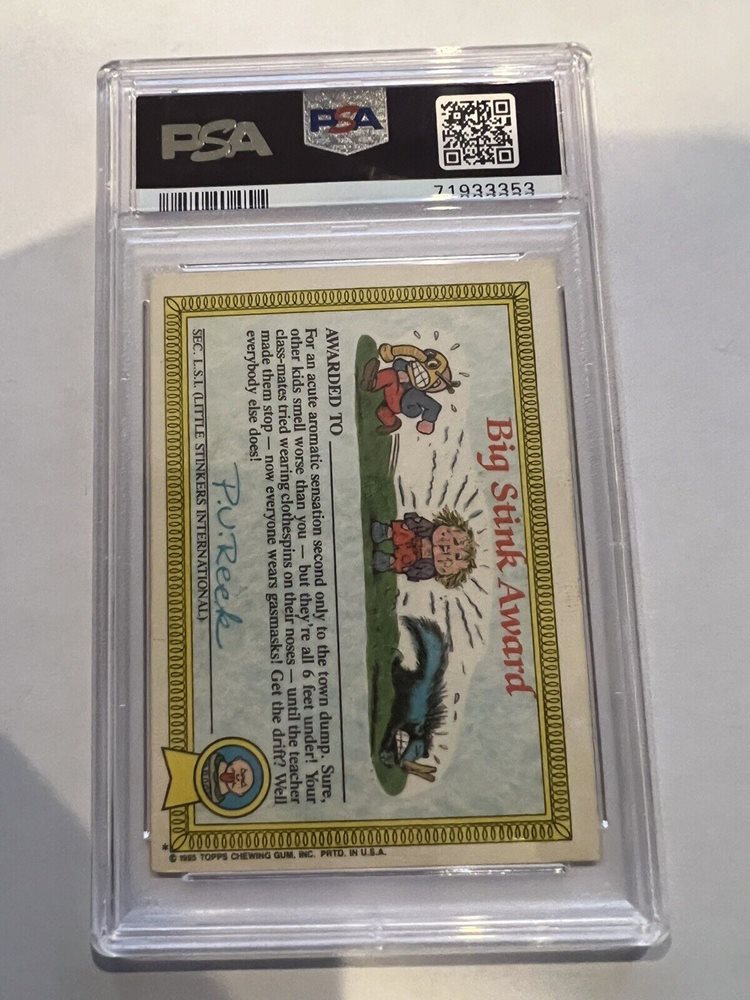 PSA
PSA
71933353
Big Stink Award
AWARDED TO
For an acute aromatic sensation second only to the town dump. Sure,
other kids smell worse than you — but they're all 6 feet under! Your
class-mates tried wearing clothespins on their noses — until the teacher
made them stop — now everyone wears gasmasks! Get the drift? Well
everybody else does!
P.U. Reek
SEC. L.S.I. (LITTLE STINKERS INTERNATIONAL)
* © 1985 TOPPS CHEWING GUM, INC. PRTD. IN U.S.A.